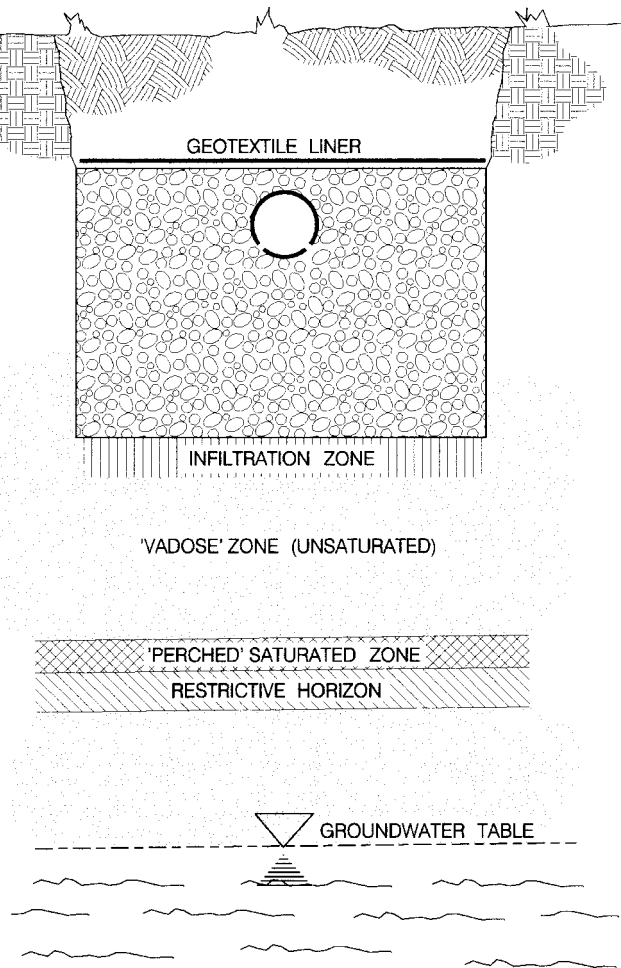 GEOTEXTILE LINER
INFILTRATION ZONE
'VADOSE' ZONE (UNSATURATED)
'PERCHED' SATURATED ZONE
RESTRICTIVE HORIZON
GROUNDWATER TABLE